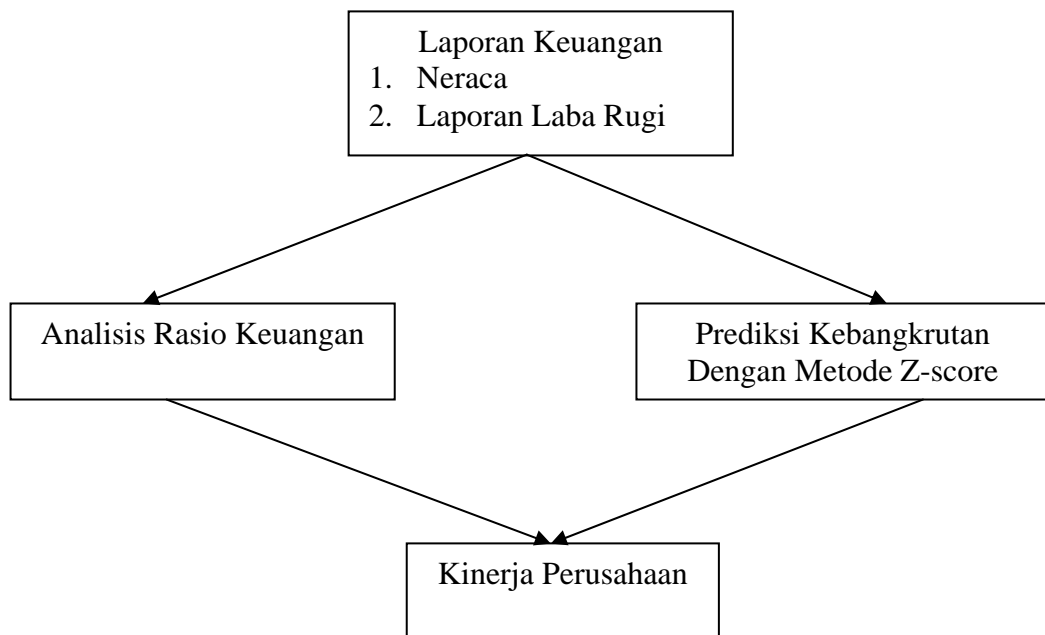 Laporan Keuangan
1. Neraca
2. Laporan Laba Rugi
Analisis Rasio Keuangan
Prediksi Kebangkrutan
Dengan Metode Z-score
Kinerja Perusahaan